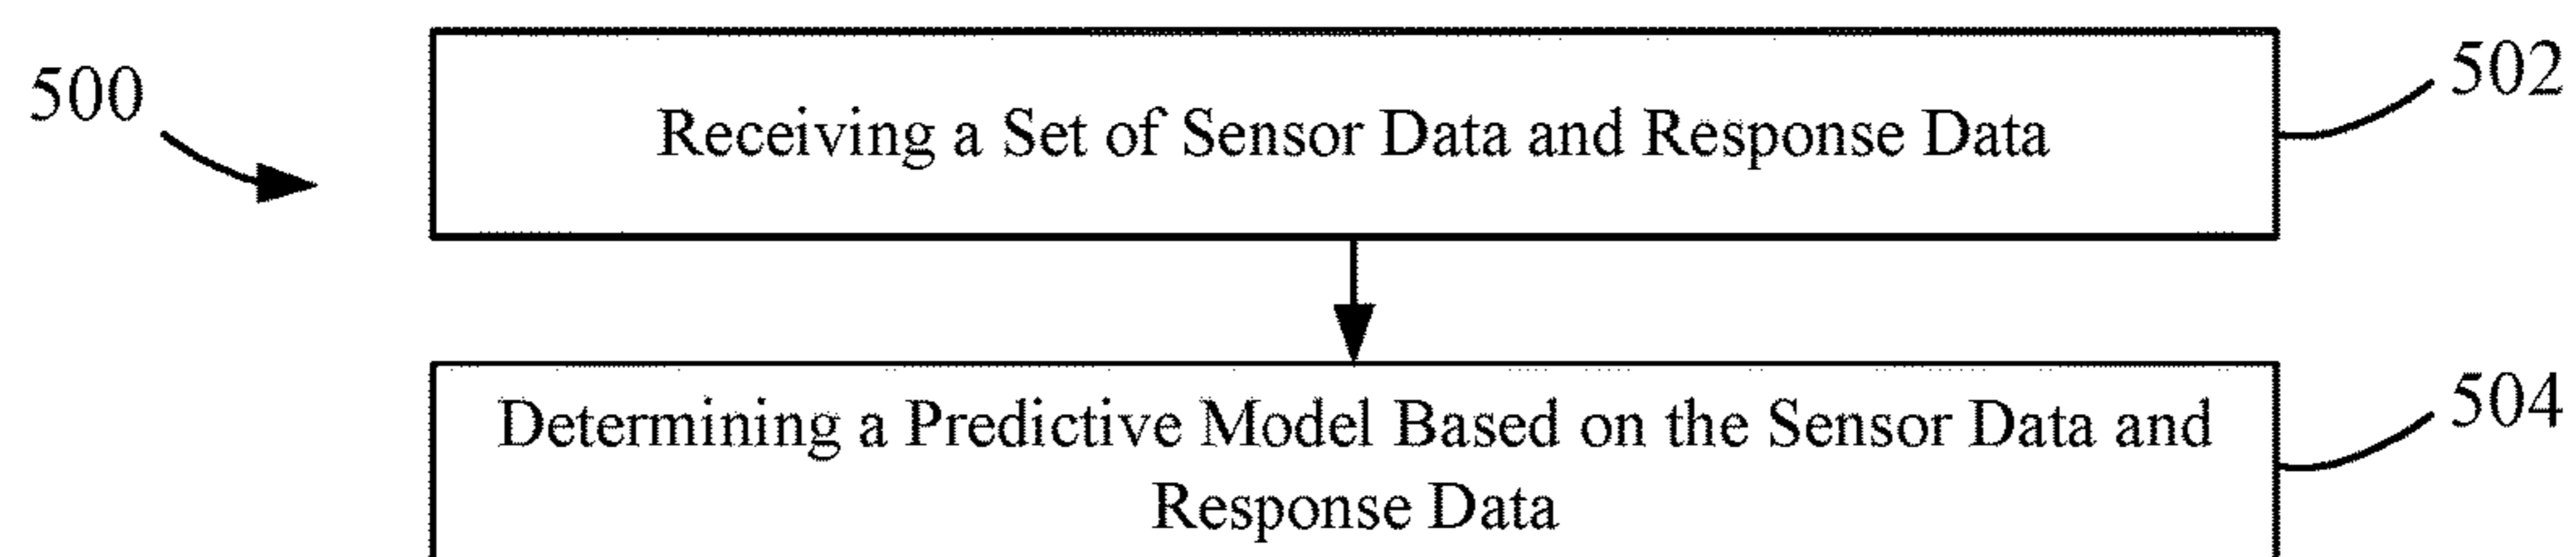 500
Receiving a Set of Sensor Data and Response Data
502
Determining a Predictive Model Based on the Sensor Data and
Response Data
504